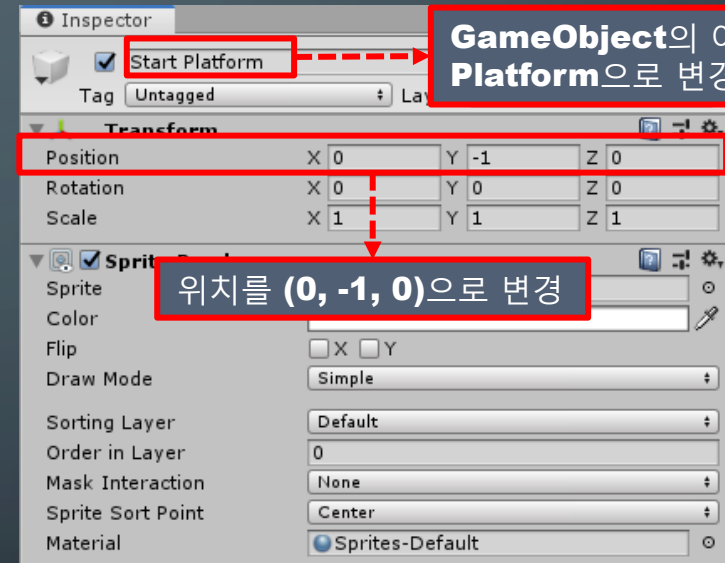 Inspector
Start Platform
GameObject의
Platform으로
Tag Untagged
Transform
Position X 0 Y -1 Z 0
Rotation X 0 Y 0 Z 0
Scale X 1 Y 1 Z 1
Sprite
위치를 (0, -1, 0)으로 변경
Sprite
Color
Flip X Y
Draw Mode Simple
Sorting Layer Default
Order in Layer 0
Mask Interaction None
Sprite Sort Point Center
Material Sprites-Default